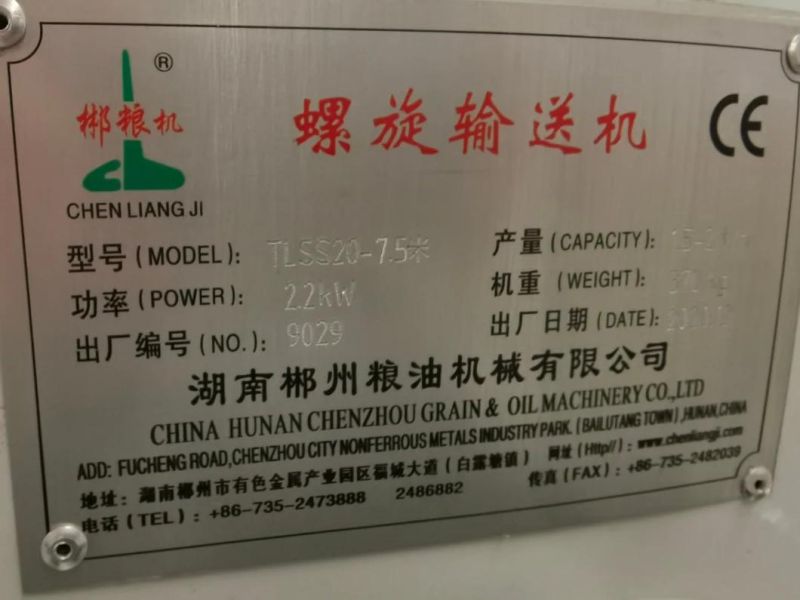 ®
郴粮机
CHEN LIANG JI
螺旋输送机
CE
型号(MODEL): TLSS20-7.5米
功率(POWER): 2.2kW
出厂编号(NO.): 9029
产量(CAPACITY):
机重(WEIGHT):
出厂日期(DATE):
湖南郴州粮油机械有限公司
CHINA HUNAN CHENZHOU GRAIN & OIL MACHINERY CO.,LTD
ADD: FUCHENG ROAD,CHENZHOU CITY NONFERROUS METALS INDUSTRY PARK. (BAILUTANG TOWN),HUNAN,CHINA
地址: 湖南郴州市有色金属产业园区福城大道(白露塘镇) 网址(Http//): www.chenliangji.com
电话(TEL): +86-735-2473888 2486882 传真(FAX): +86-735-2482039